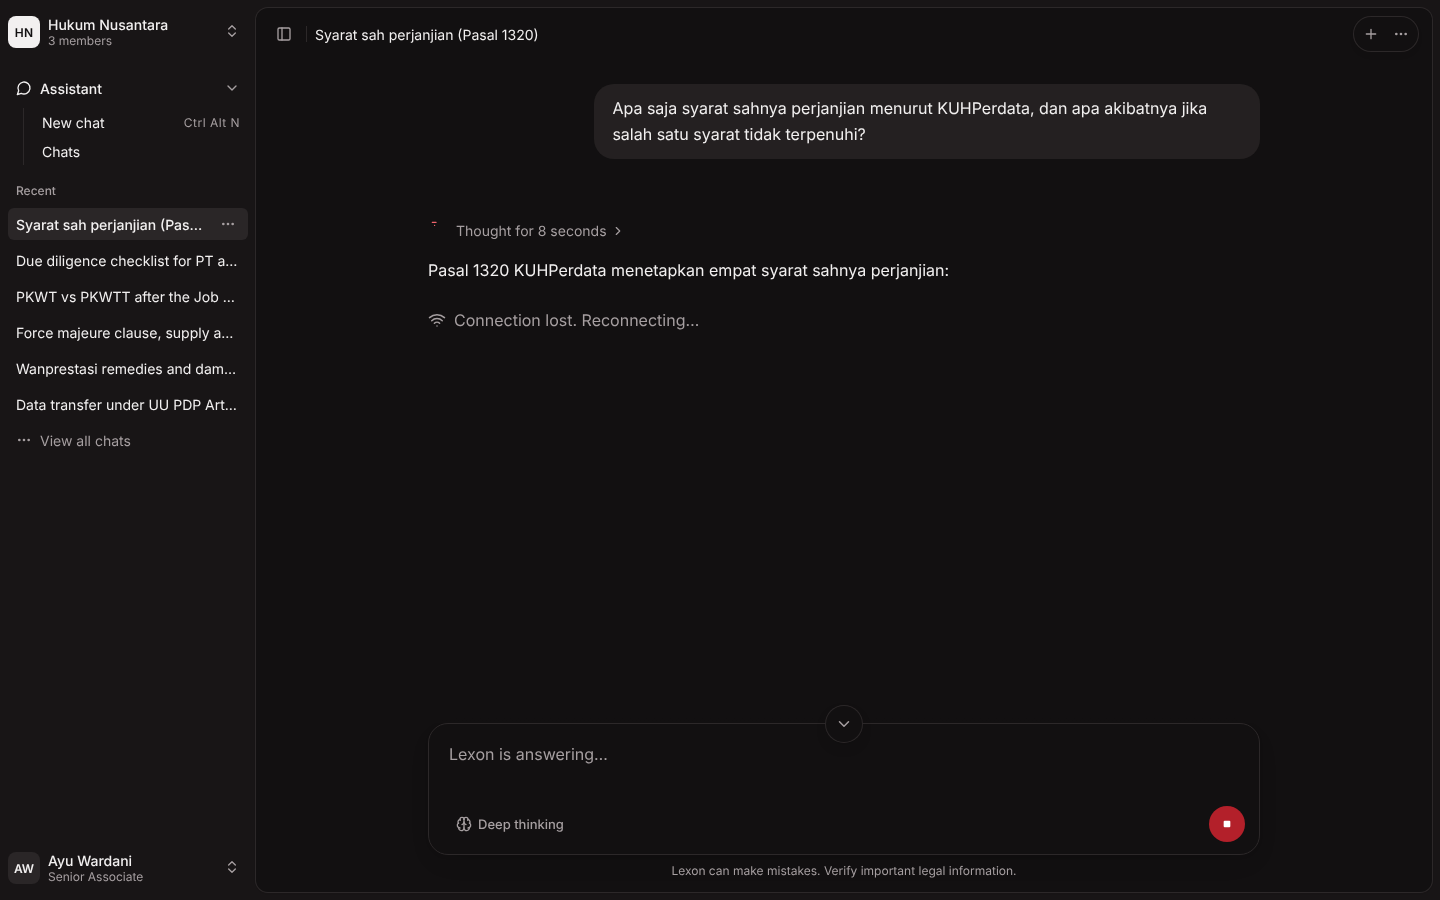 HN
Hukum Nusantara
3 members
Assistant
New chat
Ctrl Alt N
Chats
Recent
Syarat sah perjanjian (Pas...
Due diligence checklist for PT a...
PKWT vs PKWTT after the Job ...
Force majeure clause, supply a...
Wanprestasi remedies and dam...
Data transfer under UU PDP Art...
View all chats
AW
Ayu Wardani
Senior Associate
Syarat sah perjanjian (Pasal 1320)
Apa saja syarat sahnya perjanjian menurut KUHPerdata, dan apa akibatnya jika
salah satu syarat tidak terpenuhi?
Thought for 8 seconds
Pasal 1320 KUHPerdata menetapkan empat syarat sahnya perjanjian:
Connection lost. Reconnecting...
Lexon is answering...
Deep thinking
Lexon can make mistakes. Verify important legal information.